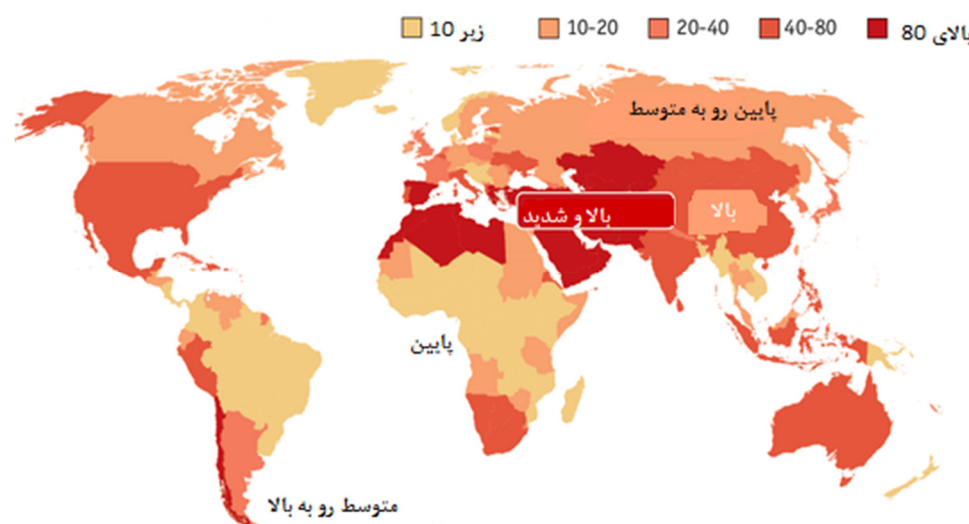 زیر 10
10-20
20-40
40-80
بالای 80
پایین رو به متوسط
بالا و شدید
بالا
پایین
متوسط رو به بالا